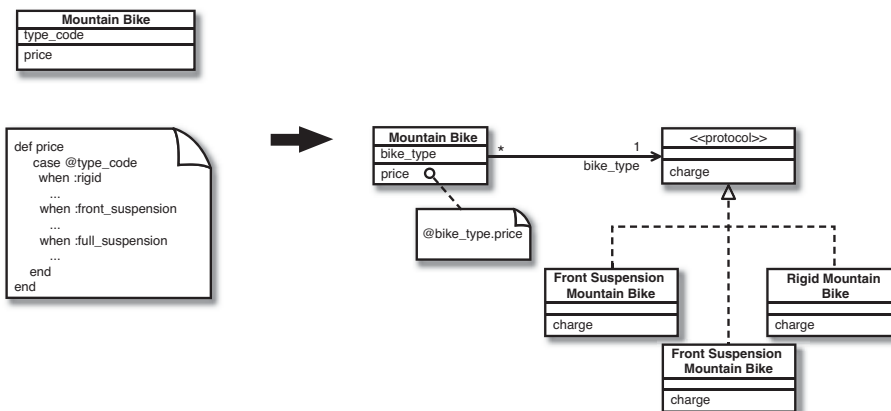 Mountain Bike
type_code
price
def price
case @type_code
when :rigid
...
when :front_suspension
...
when :full_suspension
...
end
end
Mountain Bike
bike_type
price
*
1
bike_type
@bike_type.price
<<protocol>>
charge
Front Suspension
Mountain Bike
charge
Rigid Mountain
Bike
charge
Front Suspension
Mountain Bike
charge